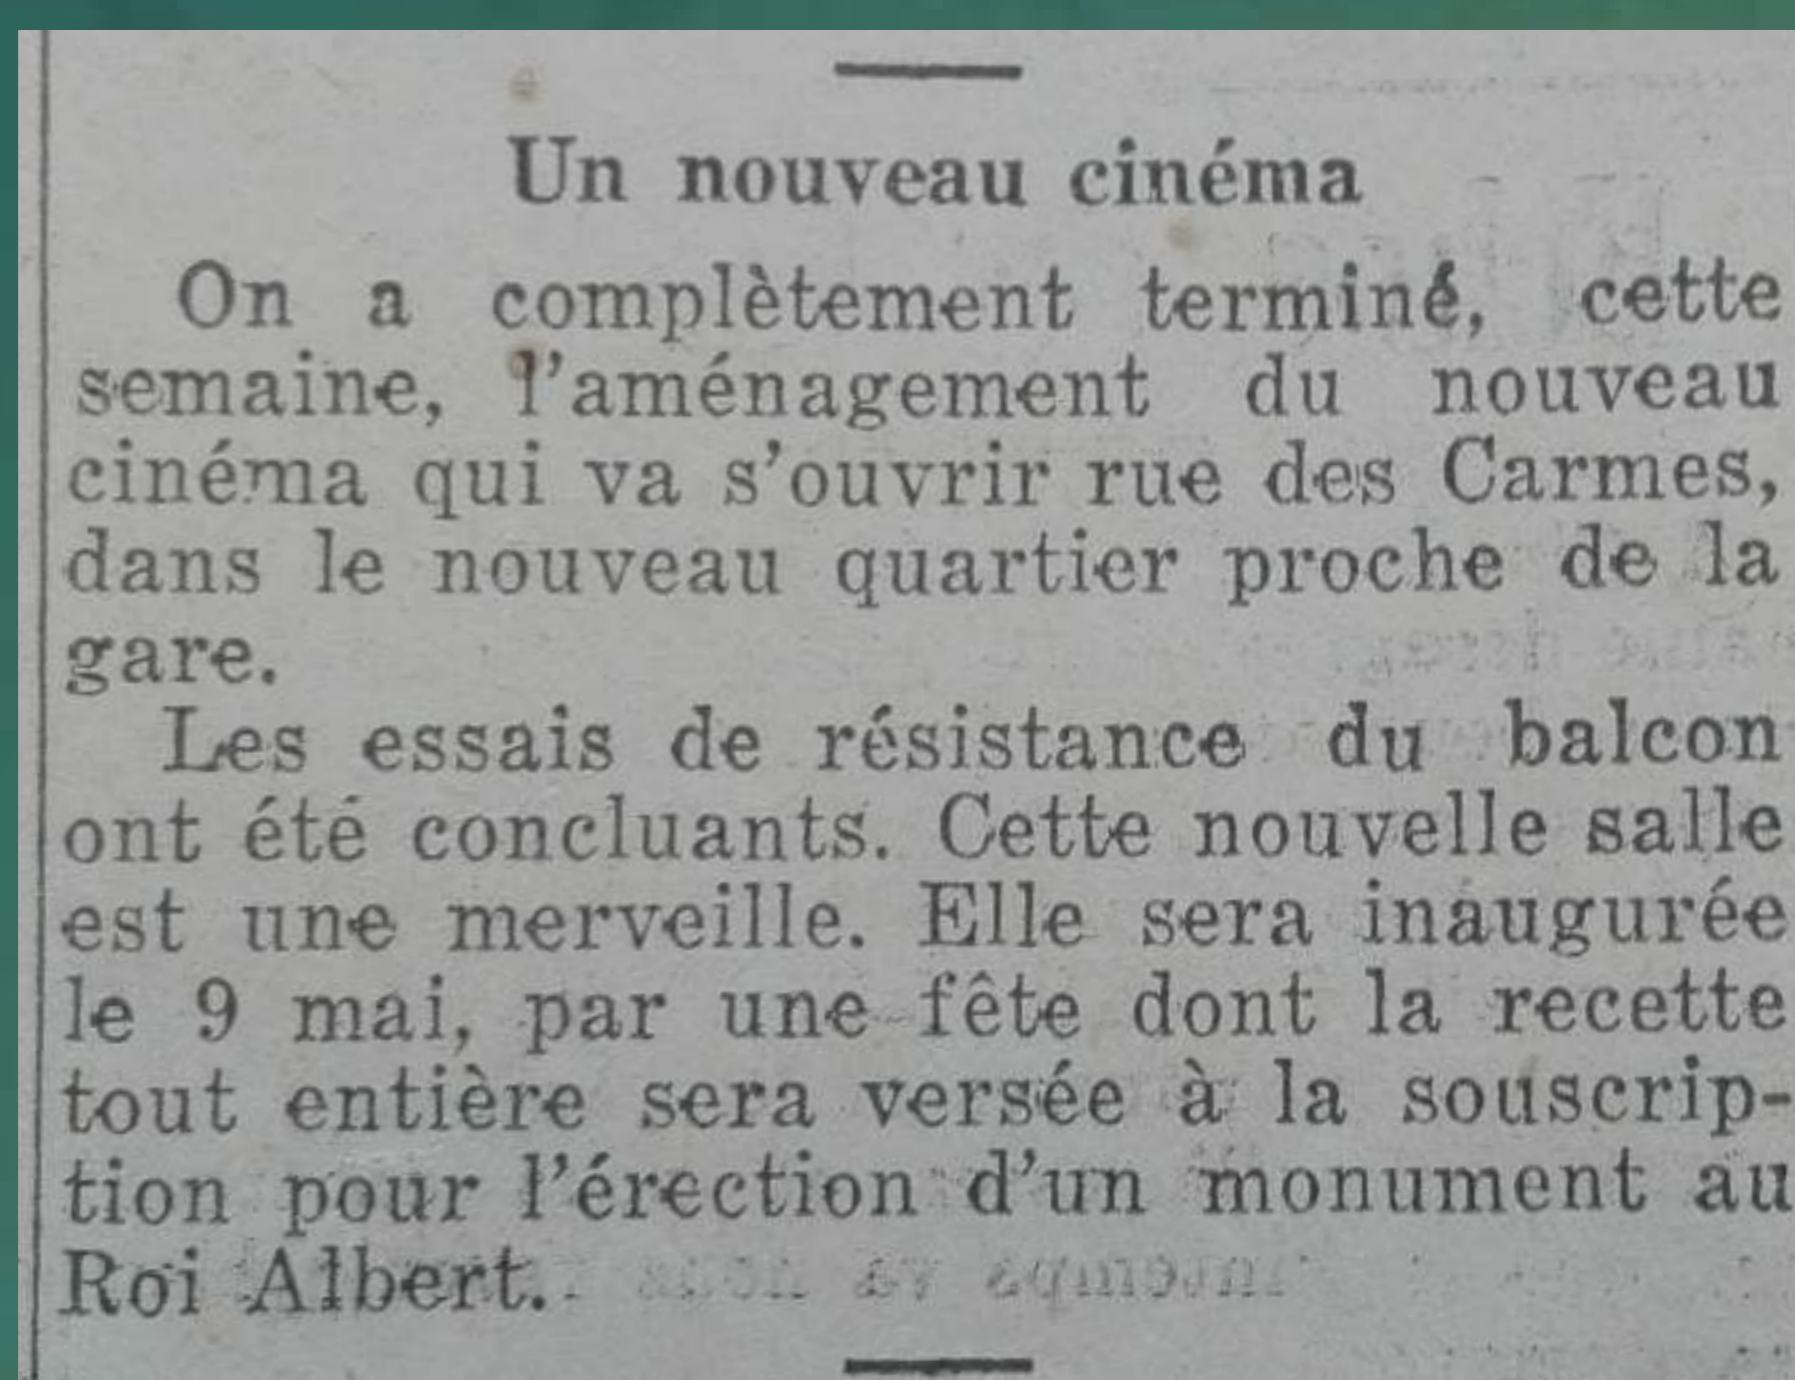 Un nouveau cinéma
On a complètement terminé, cette
semaine, l'aménagement du nouveau
cinéma qui va s'ouvrir rue des Carmes,
dans le nouveau quartier proche de la
gare.
Les essais de résistance du balcon
ont été concluants. Cette nouvelle salle
est une merveille. Elle sera inaugurée
le 9 mai, par une fête dont la recette
tout entière sera versée à la souscrip-
tion pour l'érection d'un monument au
Roi Albert.